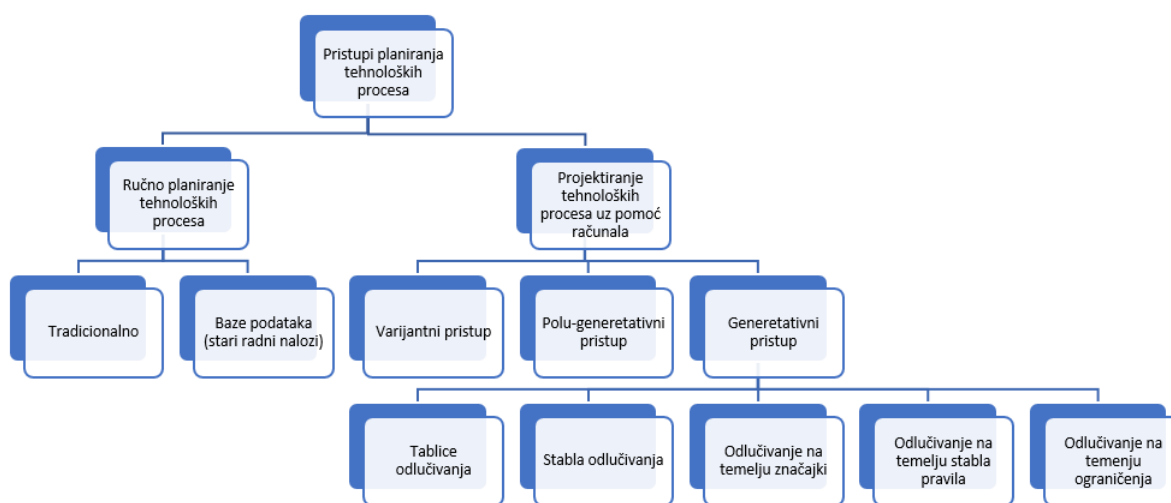 Pristupi planiranja
tehnoloških
procesa
Ručno planiranje
tehnoloških
procesa
Projektiranje
tehnoloških
procesa uz pomoć
računala
Tradicionalno
Baze podataka
(stari radni nalozi)
Varijantni pristup
Polu-generetativni
pristup
Generetativni
pristup
Tablice
odlučivanja
Stabla odlučivanja
Odlučivanje na
temelju značajki
Odlučivanje na
temelju stabla
pravila
Odlučivanje na
temenju
ograničenja